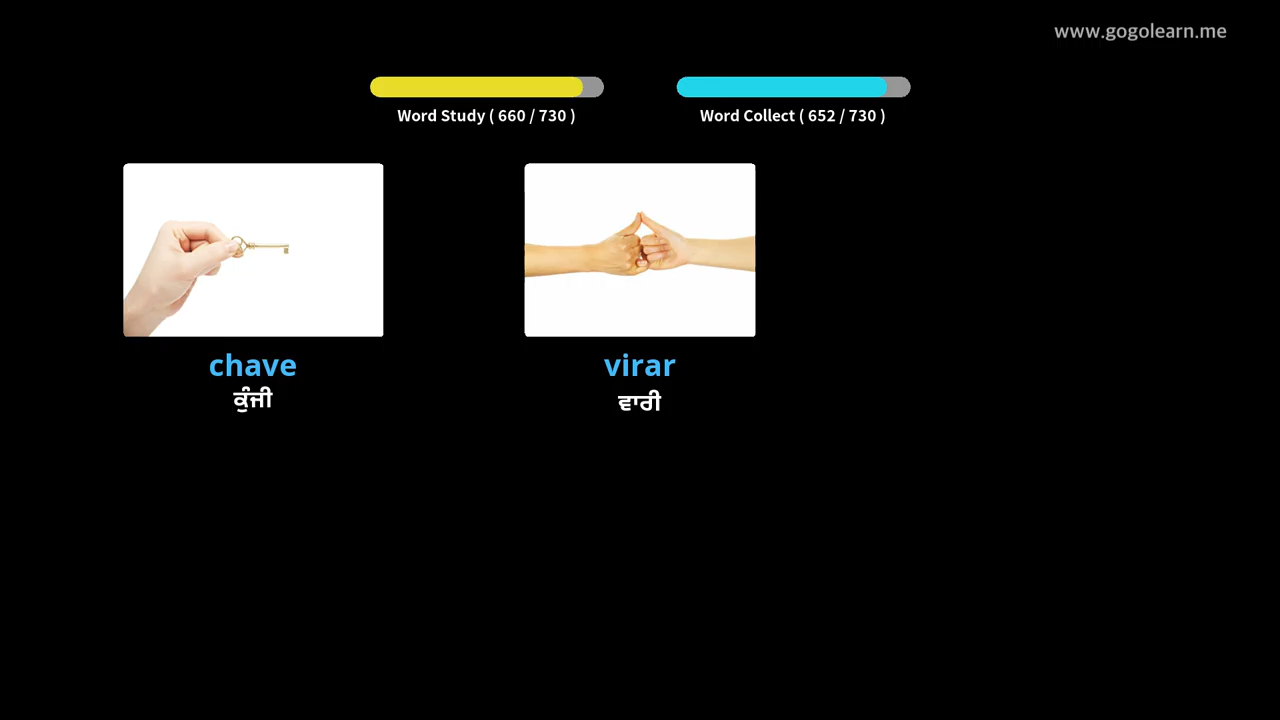 www.gogolearn.me
Word Study ( 660 / 730 )
Word Collect ( 652 / 730 )
chave
ਕੁੰਜੀ
virar
ਵਾਰੀ